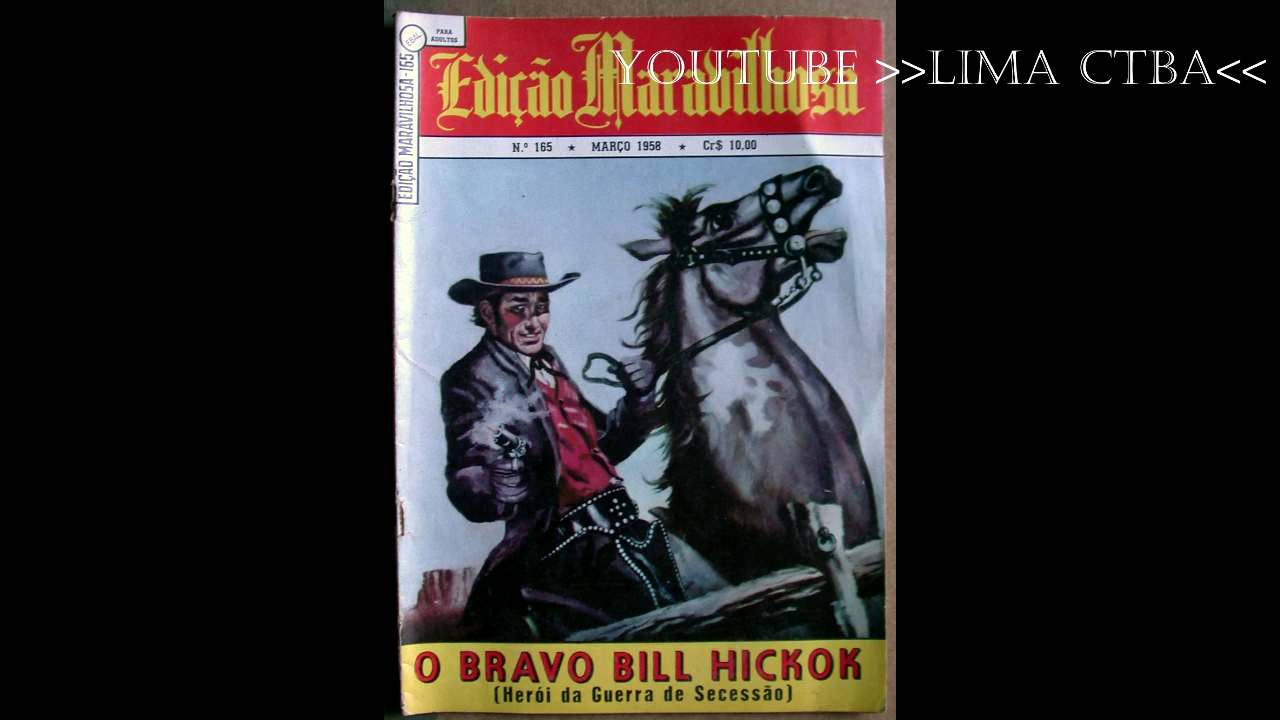 EBAL
PARA
ADULTOS
EDIÇÃO MARAVILHOSA-165
Edição Maravilhosa
YOUTUBE >>LIMA CTBA<<
N.º 165 ★ MARÇO 1958 ★ Cr$ 10,00
O BRAVO BILL HICKOK
(Herói da Guerra de Secessão)